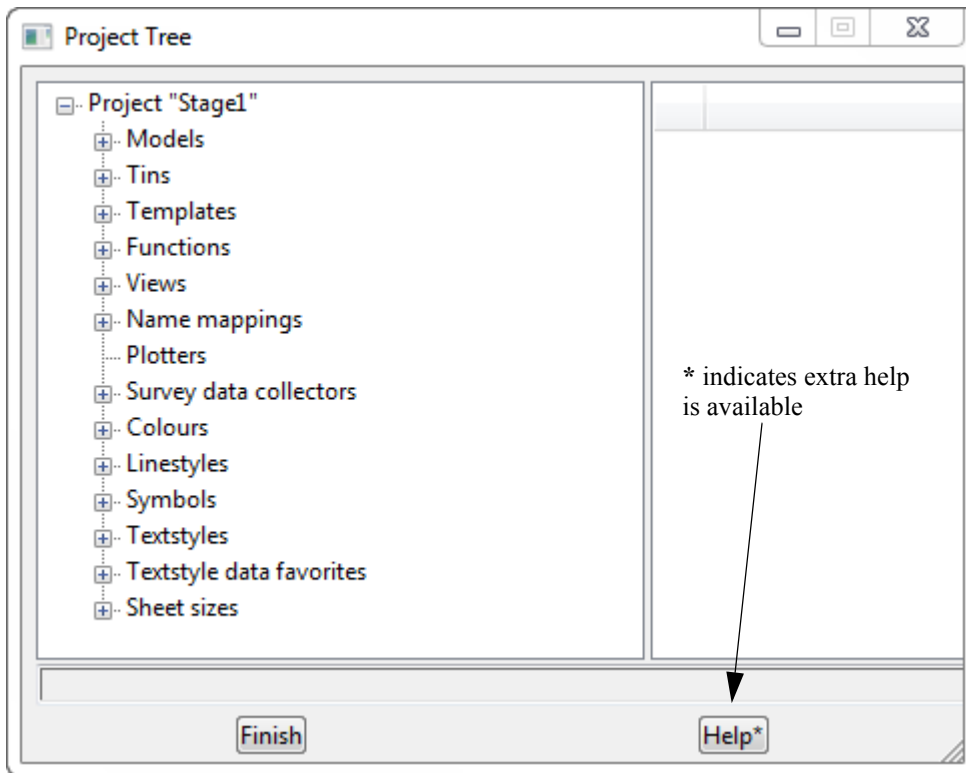 Project Tree
Project "Stage1"
Models
Tins
Templates
Functions
Views
Name mappings
Plotters
Survey data collectors
Colours
Linestyles
Symbols
Textstyles
Textstyle data favorites
Sheet sizes
* indicates extra help
is available
Finish
Help*